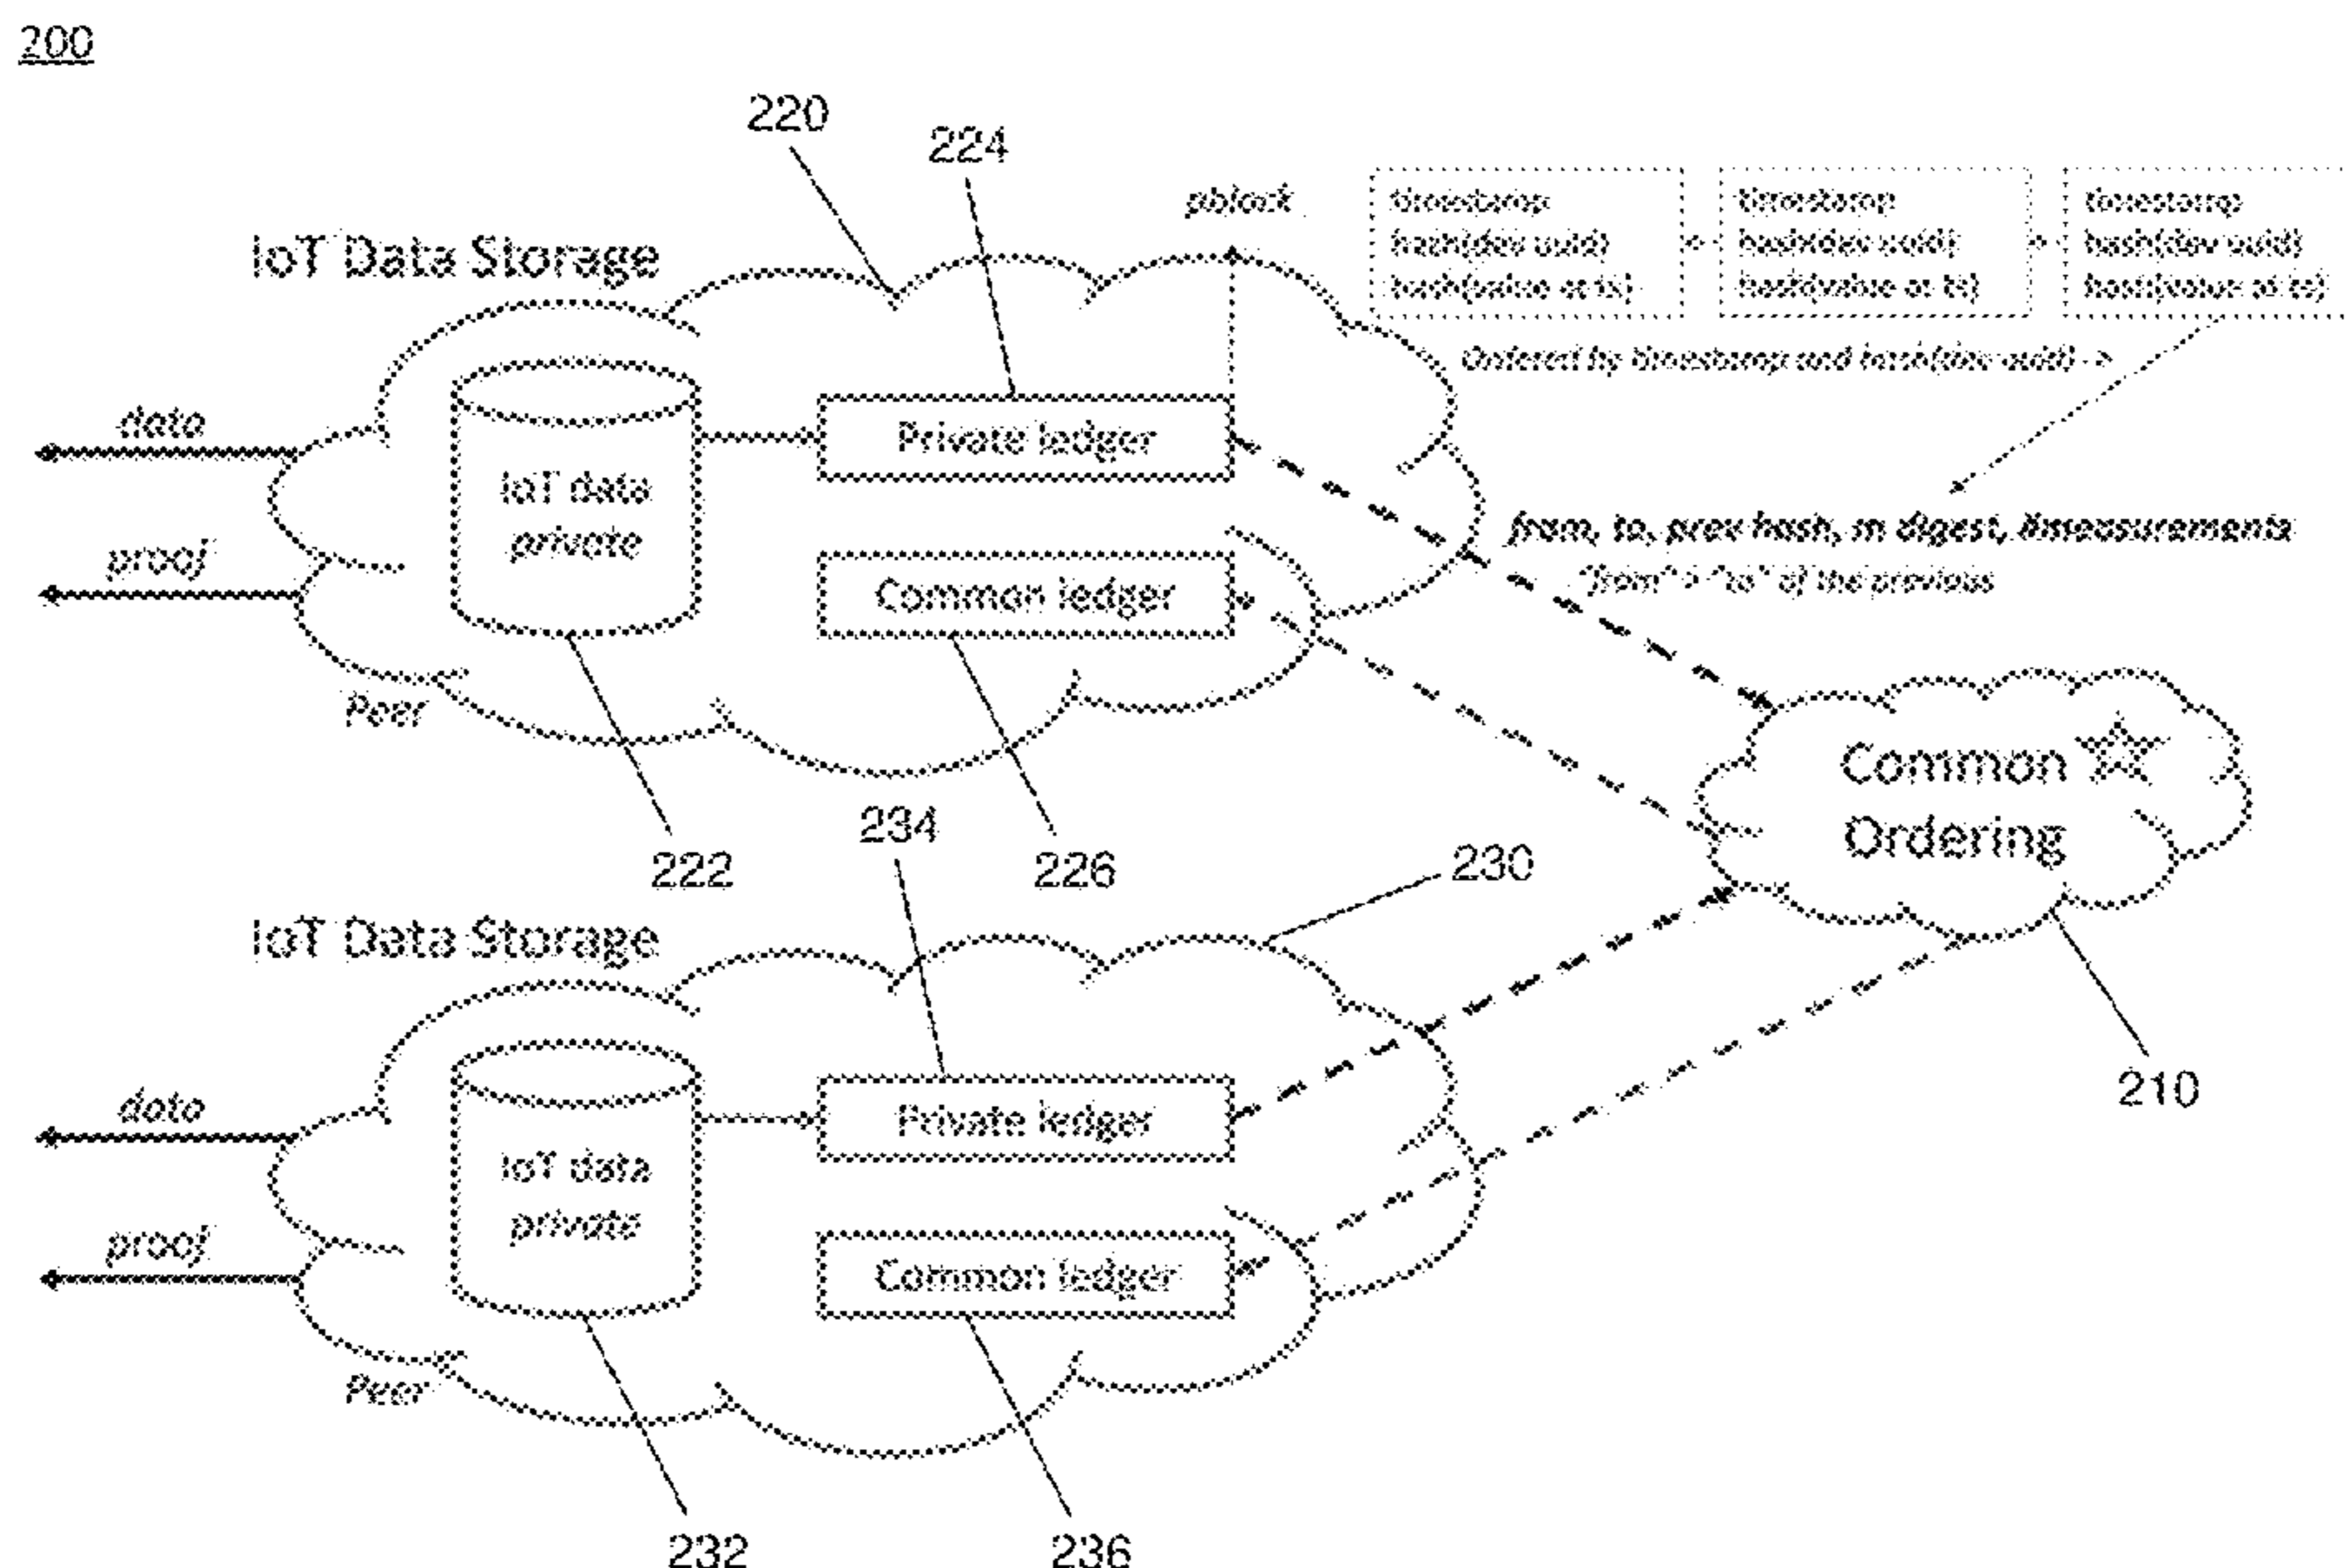 200
220
224
pblock
timestamp
hash(dev uuid)
hash(value at ts)
timestamp
hash(dev uuid)
hash(value at ts)
timestamp
hash(dev uuid)
hash(value at ts)
Ordered by timestamp and hash(dev uuid) ->
IoT Data Storage
data
proof
IoT data
private
Private ledger
Common ledger
Peer
from, to, prev hash, m digest, #measurements
"from" > "to" of the previous
Common
Ordering
222
226
234
230
210
IoT Data Storage
data
proof
IoT data
private
Private ledger
Common ledger
Peer
232
236